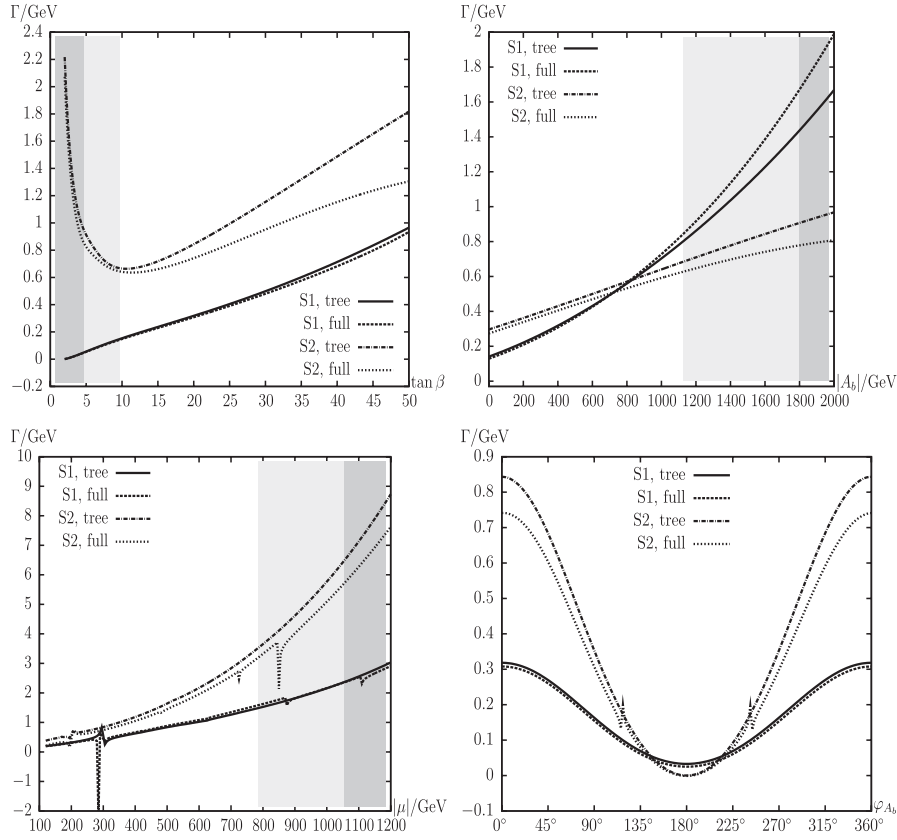 Γ/GeV
2.4
2.2
2
1.8
1.6
1.4
1.2
1
0.8
0.6
0.4
0.2
0
−0.2
S1, tree
S1, full
S2, tree
S2, full
0 5 10 15 20 25 30 35 40 45 50
tan β
Γ/GeV
2
1.8
1.6
1.4
1.2
1
0.8
0.6
0.4
0.2
0
S1, tree
S1, full
S2, tree
S2, full
0 200 400 600 800 1000 1200 1400 1600 1800 2000
|A_b|/GeV
Γ/GeV
10
9
8
7
6
5
4
3
2
1
0
−1
−2
S1, tree
S1, full
S2, tree
S2, full
100 200 300 400 500 600 700 800 900 1000 1100 1200
|μ|/GeV
Γ/GeV
0.9
0.8
0.7
0.6
0.5
0.4
0.3
0.2
0.1
0
−0.1
S1, tree
S1, full
S2, tree
S2, full
0° 45° 90° 135° 180° 225° 270° 315° 360°
φ_{A_b}